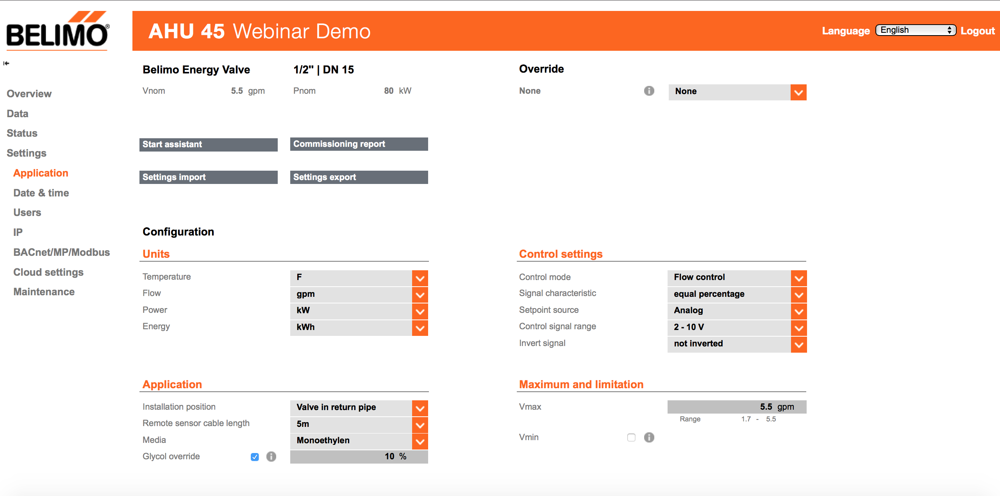 BELIMO®
AHU 45 Webinar Demo
Language English Logout
Overview
Data
Status
Settings
Application
Date & time
Users
IP
BACnet/MP/Modbus
Cloud settings
Maintenance
Belimo Energy Valve 1/2" | DN 15
Vnom 5.5 gpm Pnom 80 kW
Override
None i None
Start assistant Commissioning report
Settings import Settings export
Configuration
Units
Temperature F
Flow gpm
Power kW
Energy kWh
Control settings
Control mode Flow control
Signal characteristic equal percentage
Setpoint source Analog
Control signal range 2 - 10 V
Invert signal not inverted
Application
Installation position Valve in return pipe
Remote sensor cable length 5m
Media Monoethylen
Glycol override i 10 %
Maximum and limitation
Vmax 5.5 gpm
Range 1.7 - 5.5
Vmin i